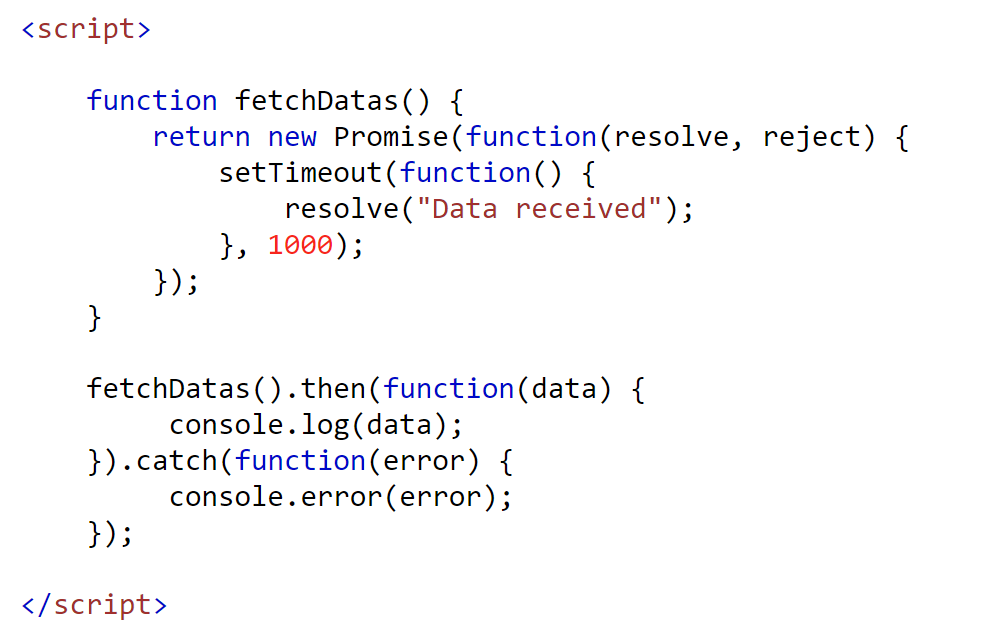 <script>
function fetchDatas() {
return new Promise(function(resolve, reject) {
setTimeout(function() {
resolve("Data received");
}, 1000);
});
}
fetchDatas().then(function(data) {
console.log(data);
}).catch(function(error) {
console.error(error);
});
</script>